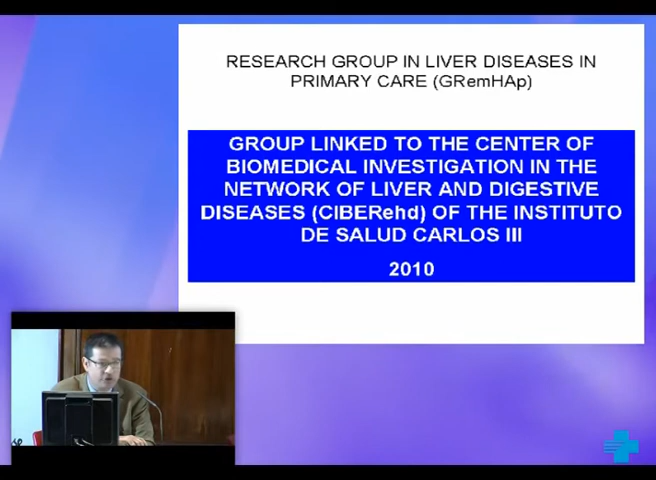 RESEARCH GROUP IN LIVER DISEASES IN
PRIMARY CARE (GRemHAp)
GROUP LINKED TO THE CENTER OF
BIOMEDICAL INVESTIGATION IN THE
NETWORK OF LIVER AND DIGESTIVE
DISEASES (CIBERehd) OF THE INSTITUTO
DE SALUD CARLOS III
2010